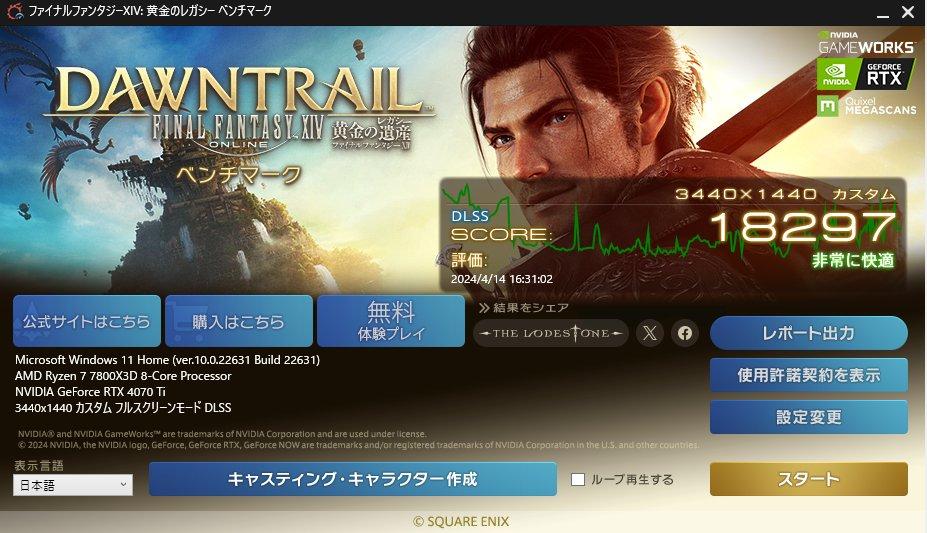 ファイナルファンタジーXIV: 黄金のレガシー ベンチマーク
NVIDIA
GAMEWORKS
NVIDIA
GEFORCE
RTX
Quixel
MEGASCANS
DAWNTRAIL
FINAL FANTASY XIV
ONLINE
レガシー
黄金の遺産
ファイナルファンタジーXIV
ベンチマーク
3440×1440 カスタム
DLSS
SCORE:
18297
評価:
非常に快適
2024/4/14 16:31:02
公式サイトはこちら
購入はこちら
無料
体験プレイ
結果をシェア
THE LODESTONE
レポート出力
使用許諾契約を表示
設定変更
Microsoft Windows 11 Home (ver.10.0.22631 Build 22631)
AMD Ryzen 7 7800X3D 8-Core Processor
NVIDIA GeForce RTX 4070 Ti
3440x1440 カスタム フルスクリーンモード DLSS
NVIDIA® and NVIDIA GameWorks™ are trademarks of NVIDIA Corporation and are used under license.
© 2024 NVIDIA, the NVIDIA logo, GeForce, GeForce RTX, GeForce NOW are trademarks and/or registered trademarks of NVIDIA Corporation in the U.S. and other countries.
表示言語
日本語
キャスティング・キャラクター作成
ループ再生する
スタート
© SQUARE ENIX